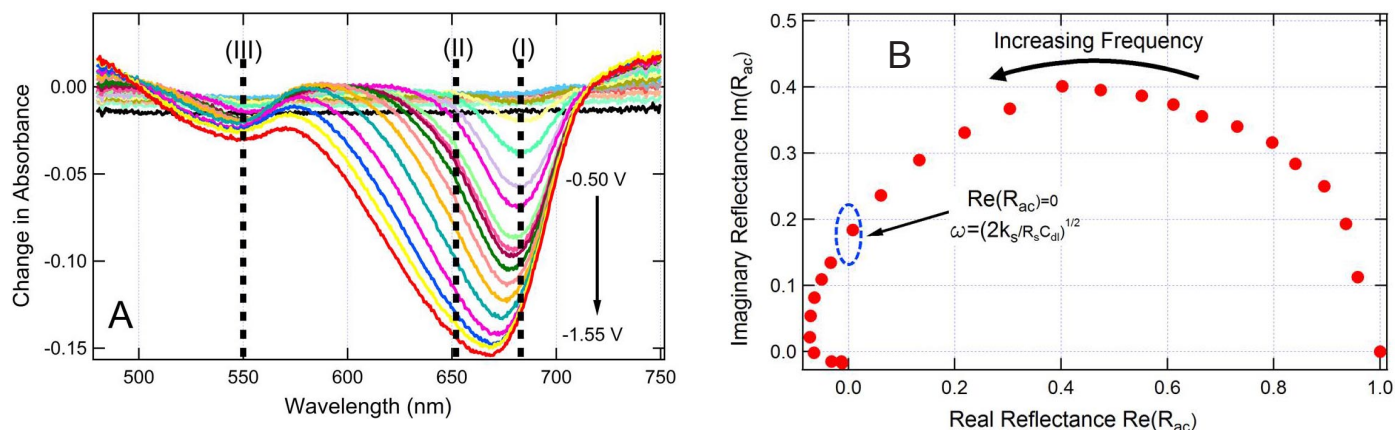 (III)
(II)
(I)
0.00
-0.05
-0.10
-0.15
Change in Absorbance
-0.50 V
-1.55 V
A
500
550
600
650
700
750
Wavelength (nm)
B
Increasing Frequency
0.5
0.4
0.3
0.2
0.1
0.0
Imaginary Reflectance Im(Rac)
Re(Rac)=0
ω=(2ks/RsCdl)1/2
0.0
0.2
0.4
0.6
0.8
1.0
Real Reflectance Re(Rac)